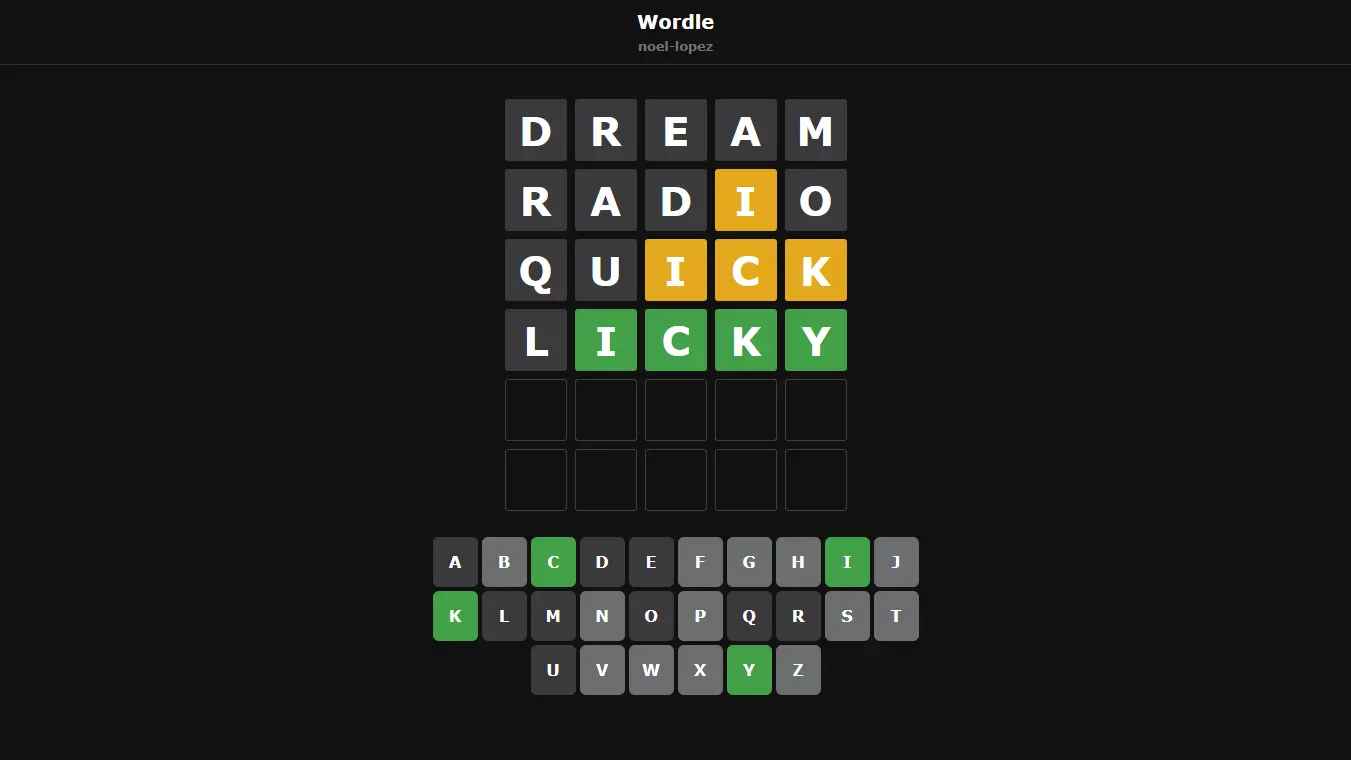 Wordle
noel-lopez
D R E A M
R A D I O
Q U I C K
L I C K Y
A B C D E F G H I J
K L M N O P Q R S T
U V W X Y Z